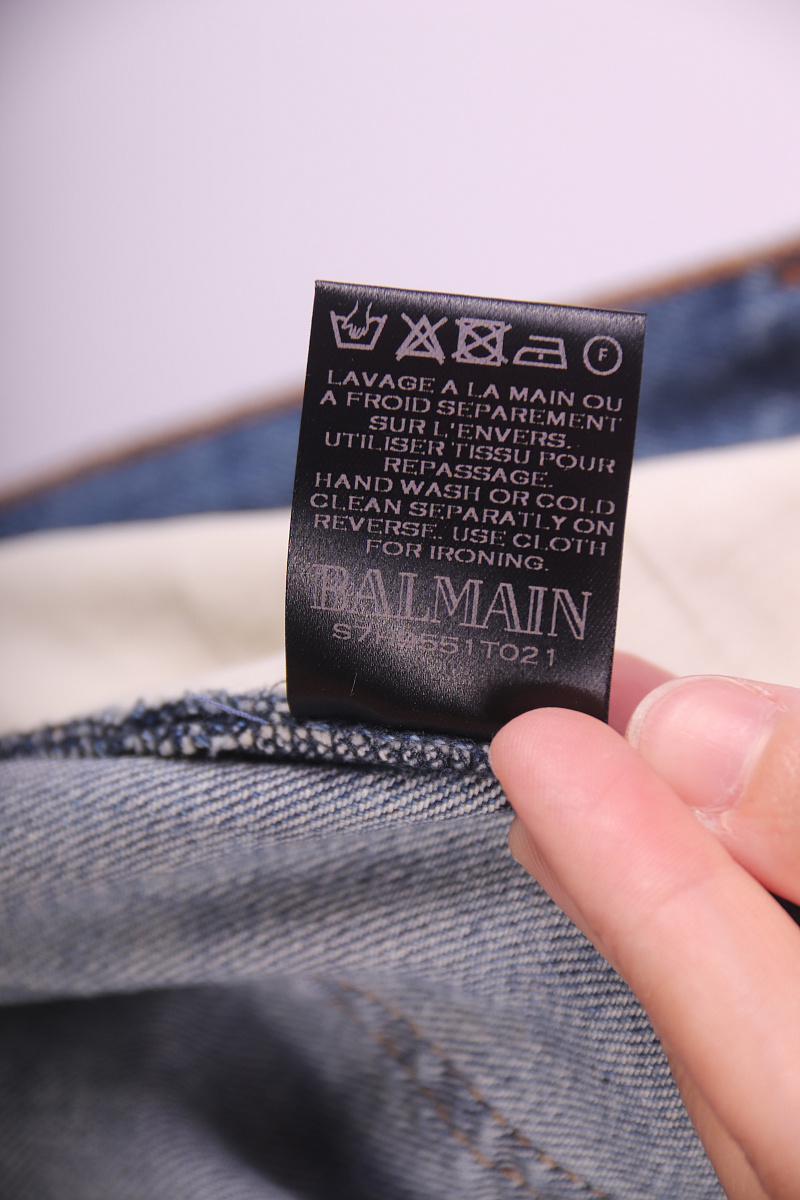 F
LAVAGE A LA MAIN OU
A FROID SEPAREMENT
SUR L'ENVERS.
UTILISER TISSU POUR
REPASSAGE.
HAND WASH OR COLD
CLEAN SEPARATLY ON
REVERSE. USE CLOTH
FOR IRONING.
BALMAIN